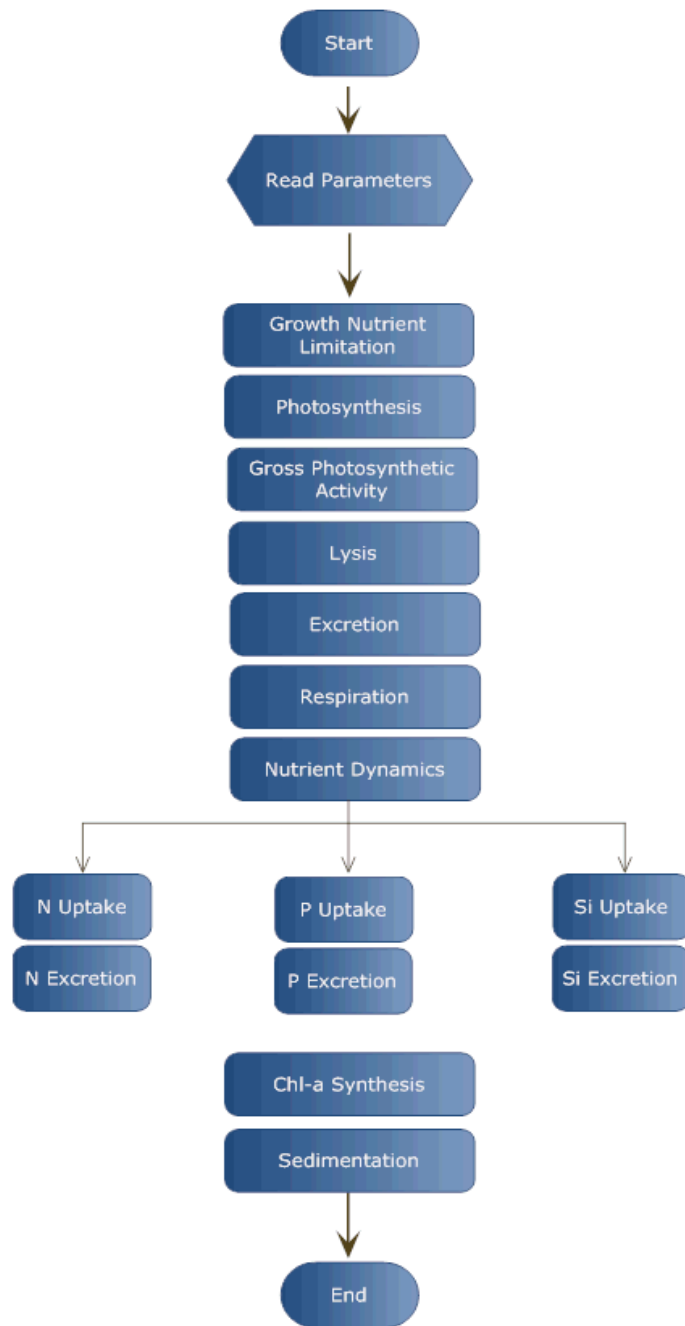 Start
Read Parameters
Growth Nutrient
Limitation
Photosynthesis
Gross Photosynthetic
Activity
Lysis
Excretion
Respiration
Nutrient Dynamics
N Uptake
P Uptake
Si Uptake
N Excretion
P Excretion
Si Excretion
Chl-a Synthesis
Sedimentation
End